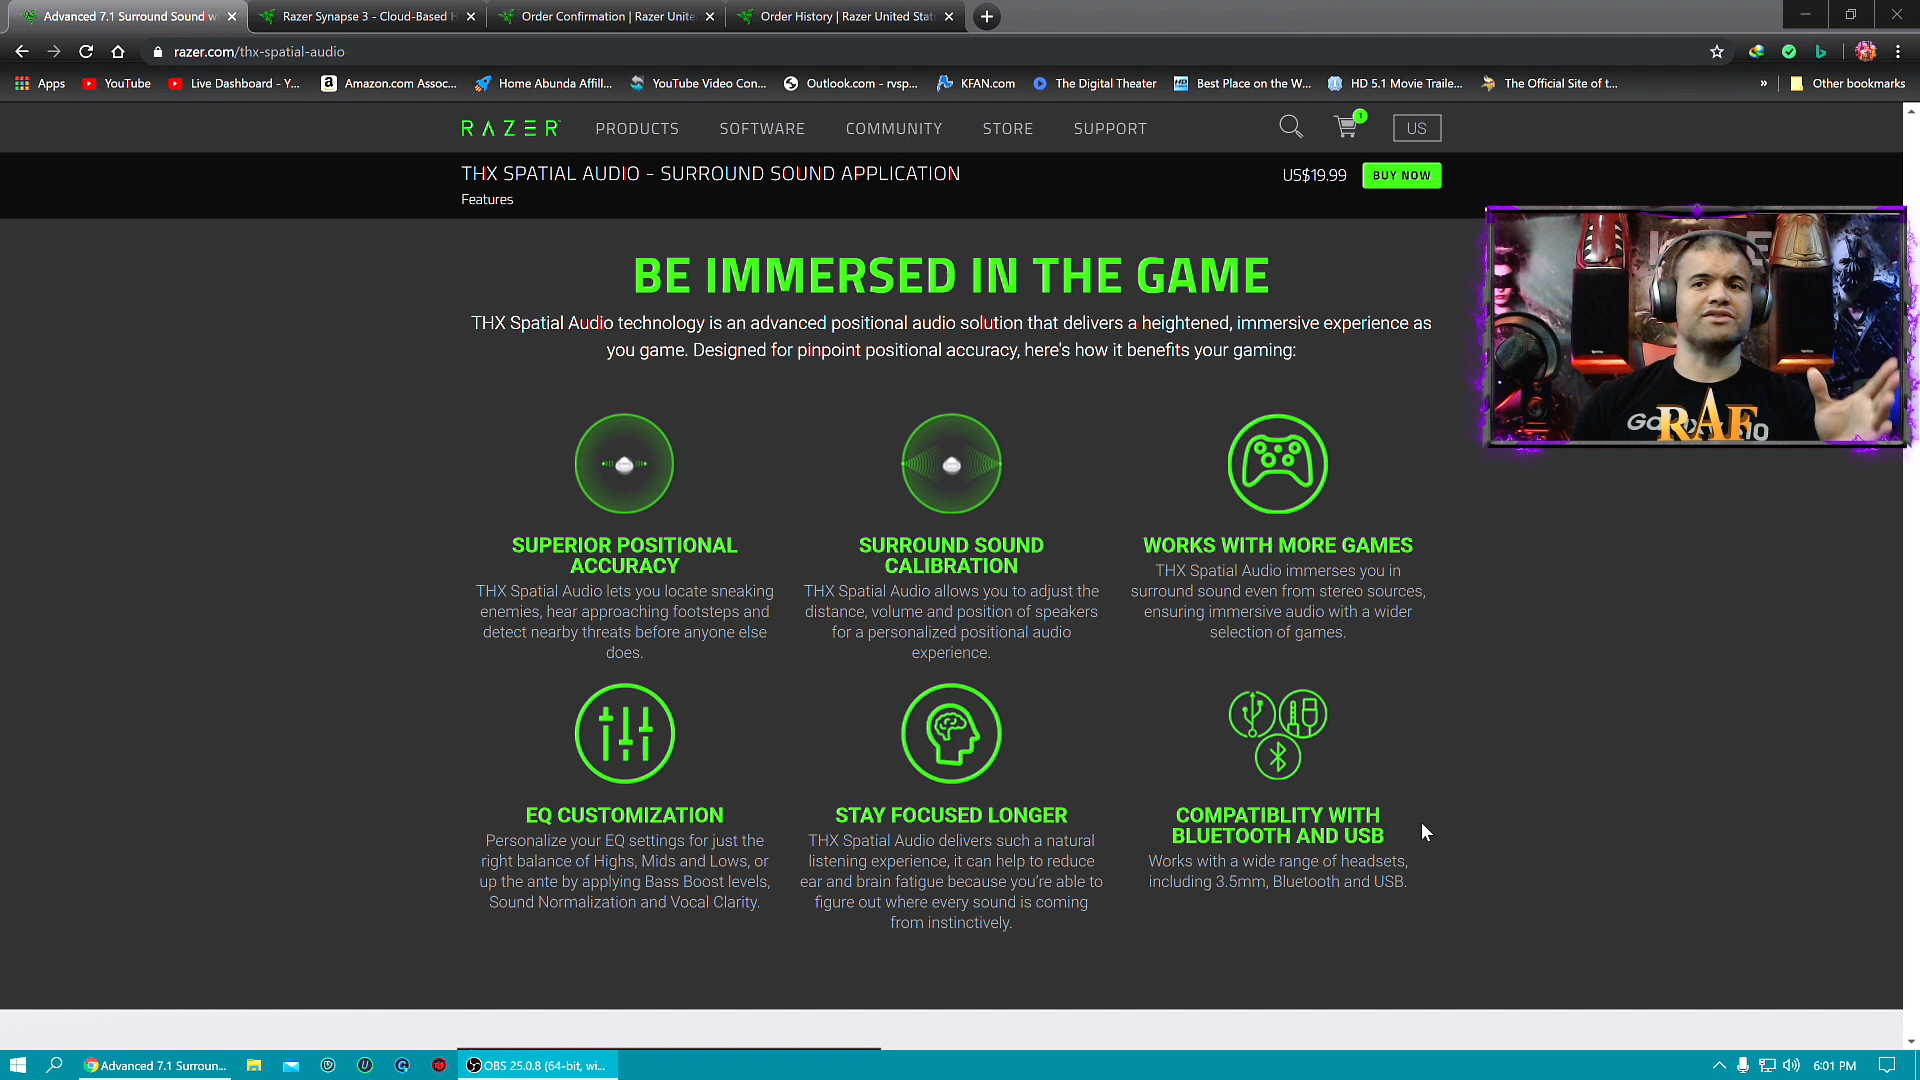 Advanced 7.1 Surround Sound w
Razer Synapse 3 - Cloud-Based H
Order Confirmation | Razer Unite
Order History | Razer United Stat
razer.com/thx-spatial-audio
Apps
YouTube
Live Dashboard - Y...
Amazon.com Assoc...
Home Abunda Affill...
YouTube Video Con...
Outlook.com - rvsp...
KFAN.com
The Digital Theater
Best Place on the W...
HD 5.1 Movie Traile...
The Official Site of t...
»
Other bookmarks
RAZER
PRODUCTS
SOFTWARE
COMMUNITY
STORE
SUPPORT
1
US
THX SPATIAL AUDIO - SURROUND SOUND APPLICATION
US$19.99
BUY NOW
Features
BE IMMERSED IN THE GAME
THX Spatial Audio technology is an advanced positional audio solution that delivers a heightened, immersive experience as
you game. Designed for pinpoint positional accuracy, here's how it benefits your gaming:
RAF
SUPERIOR POSITIONAL
ACCURACY
THX Spatial Audio lets you locate sneaking
enemies, hear approaching footsteps and
detect nearby threats before anyone else
does.
SURROUND SOUND
CALIBRATION
THX Spatial Audio allows you to adjust the
distance, volume and position of speakers
for a personalized positional audio
experience.
WORKS WITH MORE GAMES
THX Spatial Audio immerses you in
surround sound even from stereo sources,
ensuring immersive audio with a wider
selection of games.
EQ CUSTOMIZATION
Personalize your EQ settings for just the
right balance of Highs, Mids and Lows, or
up the ante by applying Bass Boost levels,
Sound Normalization and Vocal Clarity.
STAY FOCUSED LONGER
THX Spatial Audio delivers such a natural
listening experience, it can help to reduce
ear and brain fatigue because you're able to
figure out where every sound is coming
from instinctively.
COMPATIBLITY WITH
BLUETOOTH AND USB
Works with a wide range of headsets,
including 3.5mm, Bluetooth and USB.
Advanced 7.1 Surroun...
OBS 25.0.8 (64-bit, wi...
6:01 PM